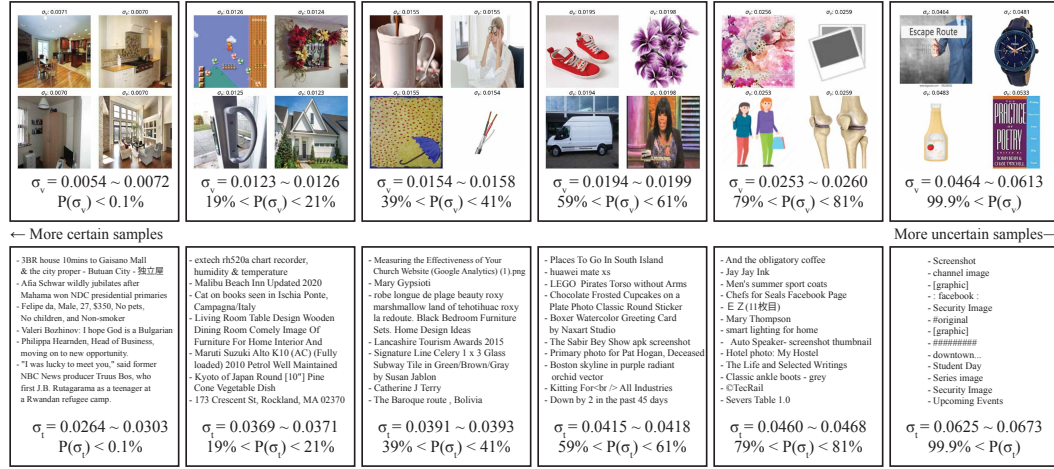 σv: 0.0071
σv: 0.0070
σv: 0.0070
σv: 0.0070
σv = 0.0054 ~ 0.0072
P(σv) < 0.1%
σv: 0.0126
σv: 0.0124
σv: 0.0125
σv: 0.0123
σv = 0.0123 ~ 0.0126
19% < P(σv) < 21%
σv: 0.0155
σv: 0.0154
σv: 0.0155
σv: 0.0154
σv = 0.0154 ~ 0.0158
39% < P(σv) < 41%
σv: 0.0195
σv: 0.0198
σv: 0.0194
σv: 0.0198
σv = 0.0194 ~ 0.0199
59% < P(σv) < 61%
σv: 0.0256
σv: 0.0259
σv: 0.0253
σv: 0.0259
σv = 0.0253 ~ 0.0260
79% < P(σv) < 81%
σv: 0.0464
σv: 0.0481
Escape Route
σv: 0.0483
σv: 0.0533
PRACTICE
POETRY
σv = 0.0464 ~ 0.0613
99.9% < P(σv)
← More certain samples
More uncertain samples→
- 3BR house 10mins to Gaisano Mall
& the city proper - Butuan City - 独立屋
- Afia Schwar wildly jubilates after
Mahama won NDC presidential primaries
- Felipe da, Male, 27, $350, No pets,
No children, and Non-smoker
- Valeri Bozhinov: I hope God is a Bulgarian
- Philippa Hearnden, Head of Business,
moving on to new opportunity.
- "I was lucky to meet you," said former
NBC News producer Truus Bos, who
first J.B. Rutagarama as a teenager at
a Rwandan refugee camp.
σt = 0.0264 ~ 0.0303
P(σt) < 0.1%
- extech rh520a chart recorder,
humidity & temperature
- Malibu Beach Inn Updated 2020
- Cat on books seen in Ischia Ponte,
Campagna/Italy
- Living Room Table Design Wooden
Dining Room Comely Image Of
Furniture For Home Interior And
- Maruti Suzuki Alto K10 (AC) (Fully
loaded) 2010 Petrol Well Maintained
- Kyoto of Japan Round [10"] Pine
Cone Vegetable Dish
- 173 Crescent St, Rockland, MA 02370
σt = 0.0369 ~ 0.0371
19% < P(σt) < 21%
- Measuring the Effectiveness of Your
Church Website (Google Analytics) (1).png
- Mary Gypsioti
- robe longue de plage beauty roxy
marshmallow land of tehotihuac roxy
la redoute. Black Bedroom Furniture
Sets. Home Design Ideas
- Lancashire Tourism Awards 2015
- Signature Line Celery 1 x 3 Glass
Subway Tile in Green/Brown/Gray
by Susan Jablon
- Catherine J Terry
- The Baroque route , Bolivia
σt = 0.0391 ~ 0.0393
39% < P(σt) < 41%
- Places To Go In South Island
- huawei mate xs
- LEGO Pirates Torso without Arms
- Chocolate Frosted Cupcakes on a
Plate Photo Classic Round Sticker
- Boxer Watercolor Greeting Card
by Naxart Studio
- The Sabir Bey Show apk screenshot
- Primary photo for Pat Hogan, Deceased
- Boston skyline in purple radiant
orchid vector
- Kitting For<br /> All Industries
- Down by 2 in the past 45 days
σt = 0.0415 ~ 0.0418
59% < P(σt) < 61%
- And the obligatory coffee
- Jay Jay Ink
- Men's summer sport coats
- Chefs for Seals Facebook Page
- ＥＺ(11枚目)
- Mary Thompson
- smart lighting for home
- Auto Speaker- screenshot thumbnail
- Hotel photo: My Hostel
- The Life and Selected Writings
- Classic ankle boots - grey
- ©TecRail
- Severs Table 1.0
σt = 0.0460 ~ 0.0468
79% < P(σt) < 81%
- Screenshot
- channel image
- [graphic]
- : facebook :
- Security Image
- #original
- [graphic]
- #########
- downtown...
- Student Day
- Series image
- Security Image
- Upcoming Events
σt = 0.0625 ~ 0.0673
99.9% < P(σt)